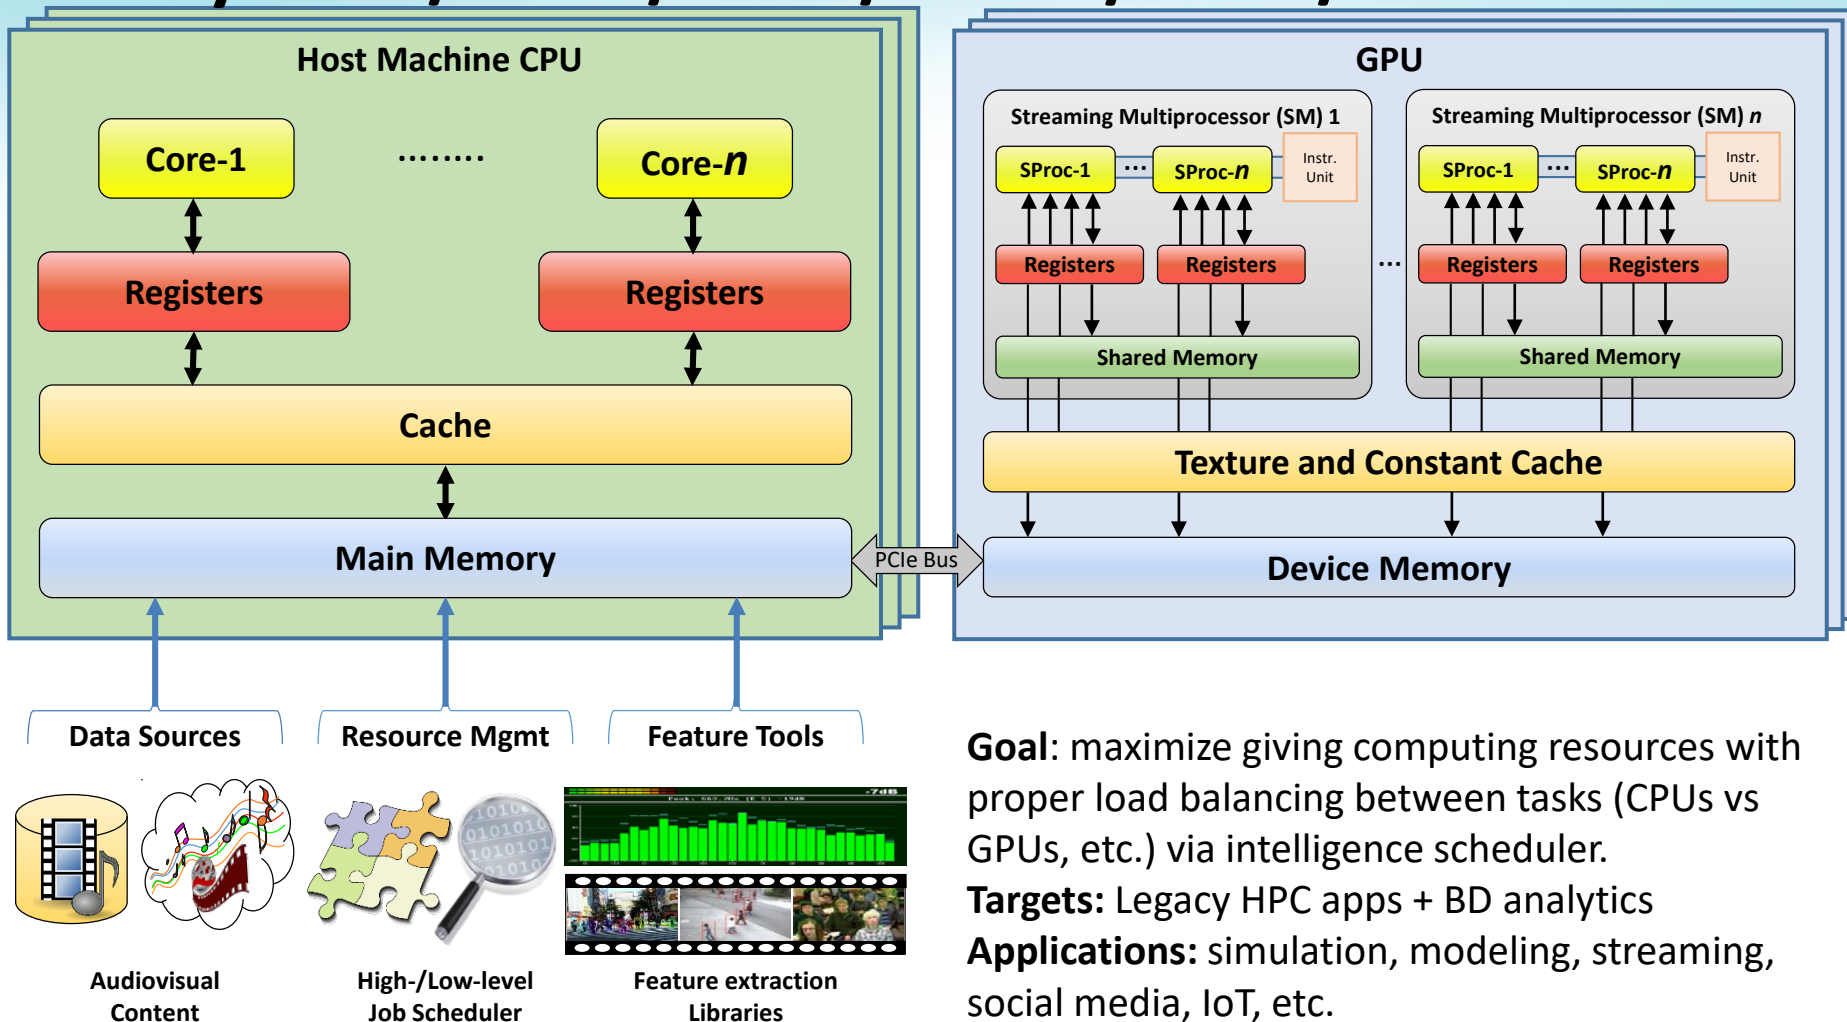 Host Machine CPU
Core-1
........
Core-n
Registers
Registers
Cache
Main Memory
PCIe Bus
GPU
Streaming Multiprocessor (SM) 1
SProc-1
...
SProc-n
Instr.
Unit
Registers
Registers
Shared Memory
...
Streaming Multiprocessor (SM) n
SProc-1
...
SProc-n
Instr.
Unit
Registers
Registers
Shared Memory
Texture and Constant Cache
Device Memory
Data Sources
Resource Mgmt
Feature Tools
-7dB
Audiovisual
Content
High-/Low-level
Job Scheduler
Feature extraction
Libraries
Goal: maximize giving computing resources with
proper load balancing between tasks (CPUs vs
GPUs, etc.) via intelligence scheduler.
Targets: Legacy HPC apps + BD analytics
Applications: simulation, modeling, streaming,
social media, IoT, etc.